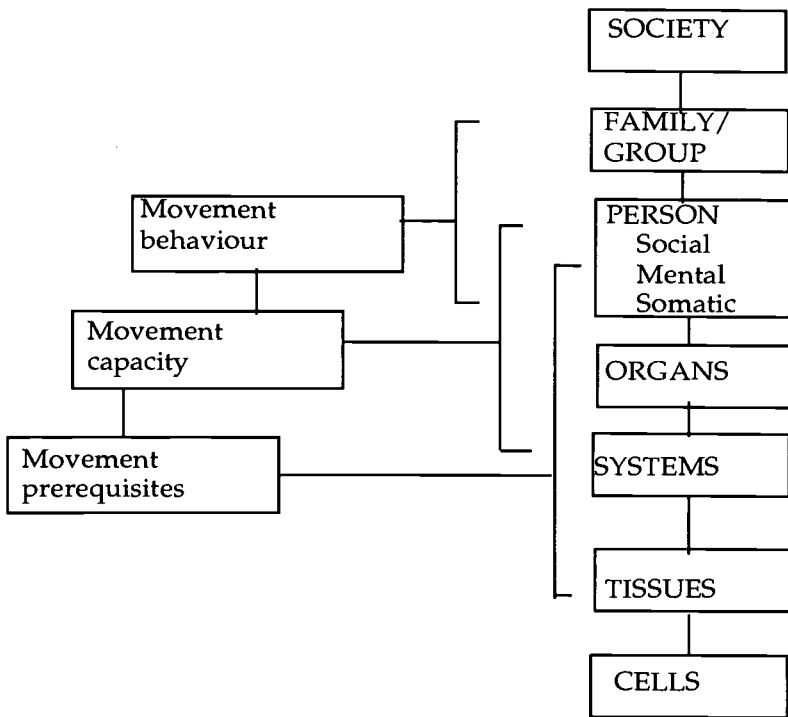 SOCIETY
FAMILY/
GROUP
Movement
behaviour
PERSON
Social
Mental
Somatic
Movement
capacity
ORGANS
Movement
prerequisites
SYSTEMS
TISSUES
CELLS